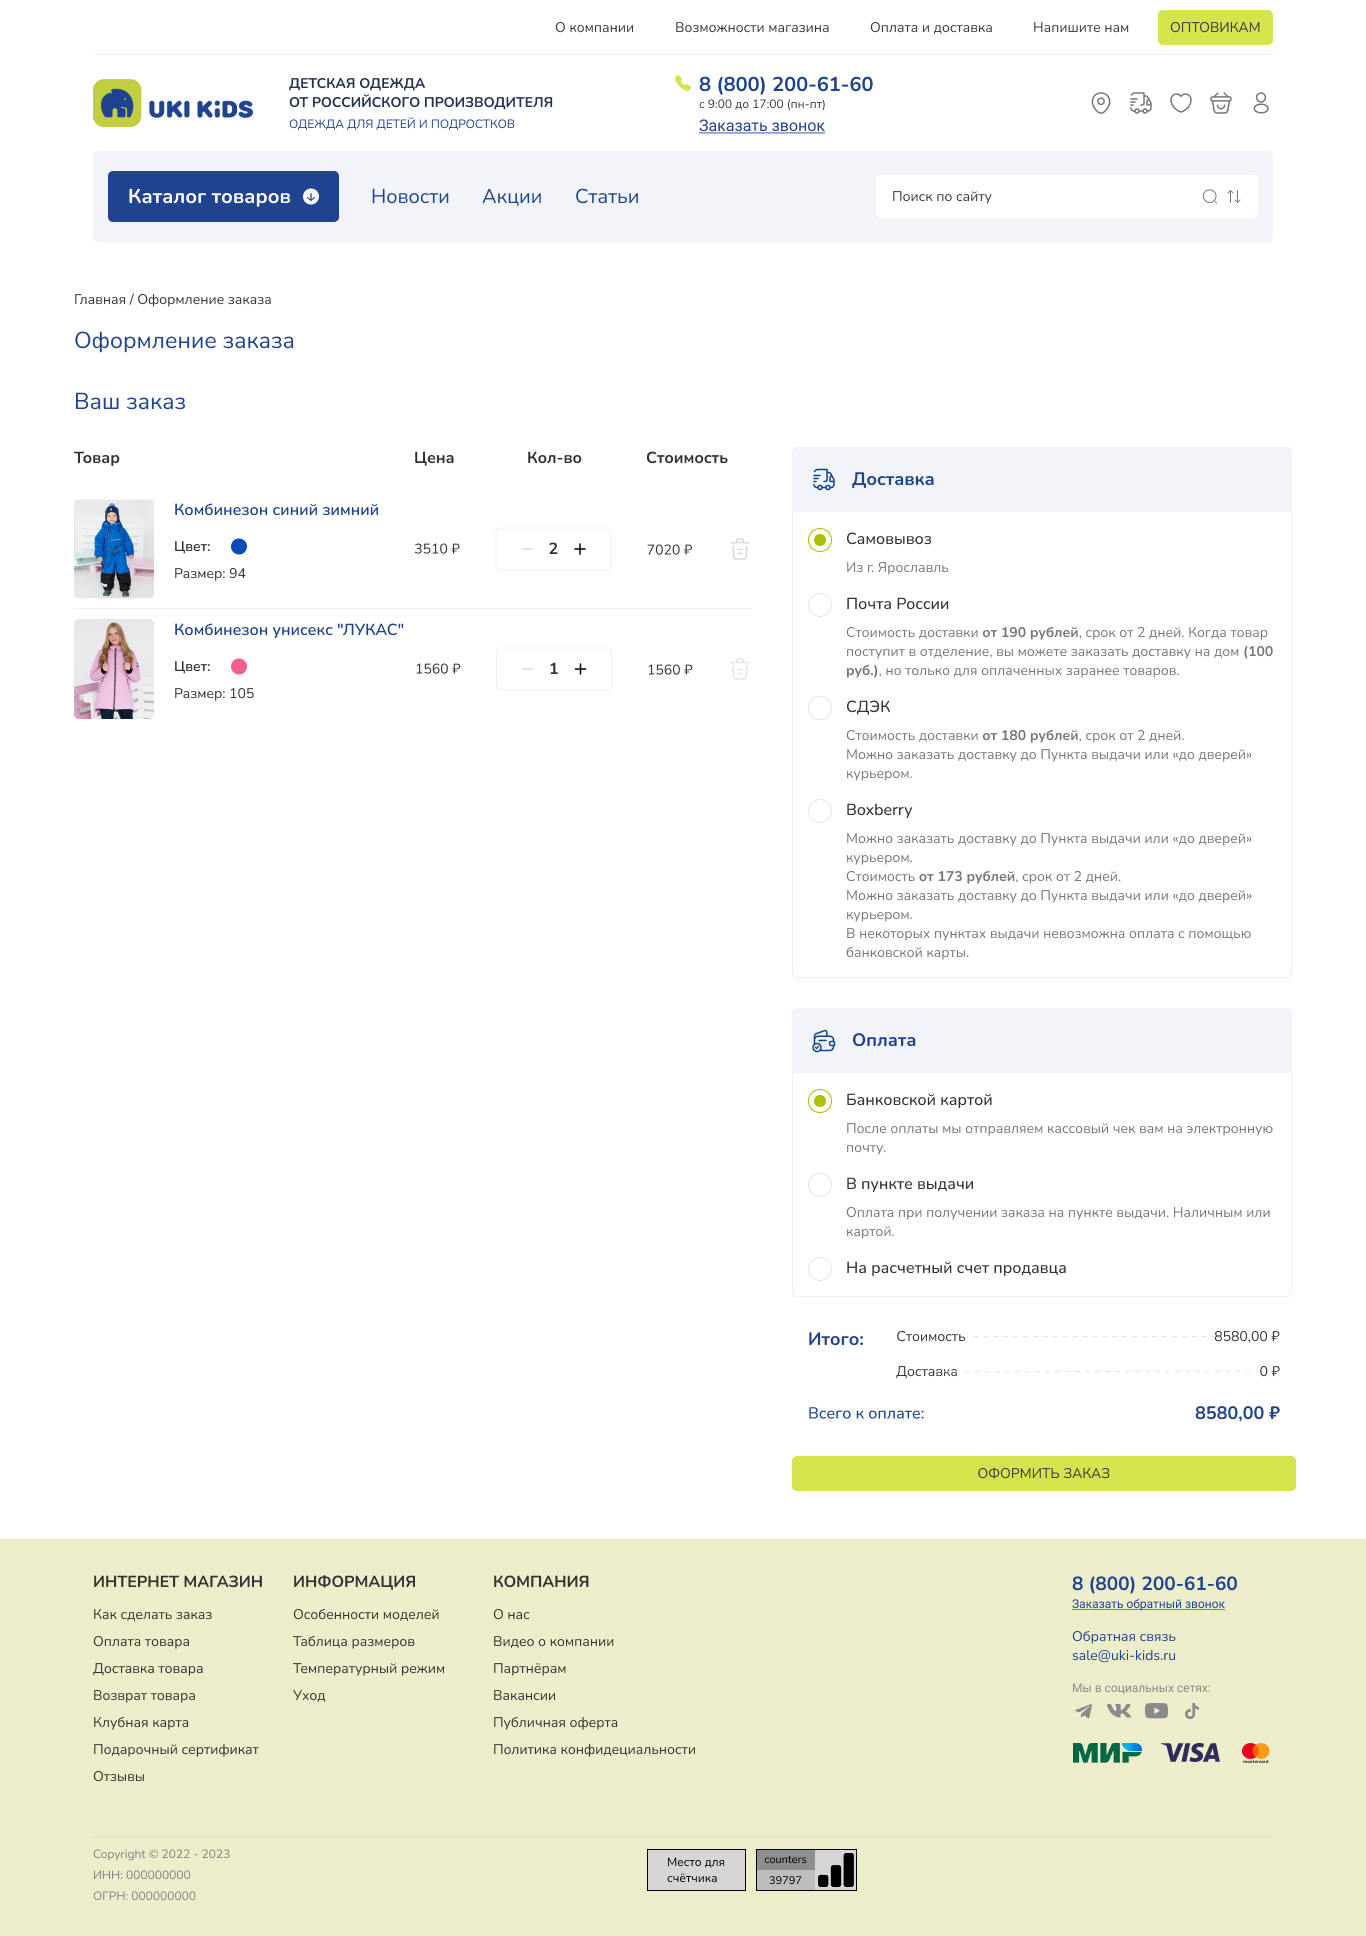 О компании
Возможности магазина
Оплата и доставка
Напишите нам
ОПТОВИКАМ
UKI KiDS
ДЕТСКАЯ ОДЕЖДА
ОТ РОССИЙСКОГО ПРОИЗВОДИТЕЛЯ
ОДЕЖДА ДЛЯ ДЕТЕЙ И ПОДРОСТКОВ
8 (800) 200-61-60
с 9:00 до 17:00 (пн-пт)
Заказать звонок
Каталог товаров
Новости
Акции
Статьи
Поиск по сайту
Главная / Оформление заказа
Оформление заказа
Ваш заказ
Товар
Цена
Кол-во
Стоимость
Комбинезон синий зимний
Цвет:
Размер: 94
3510 ₽
2
7020 ₽
Комбинезон унисекс "ЛУКАС"
Цвет:
Размер: 105
1560 ₽
1
1560 ₽
Доставка
Самовывоз
Из г. Ярославль
Почта России
Стоимость доставки от 190 рублей, срок от 2 дней. Когда товар
поступит в отделение, вы можете заказать доставку на дом (100
руб.), но только для оплаченных заранее товаров.
СДЭК
Стоимость доставки от 180 рублей, срок от 2 дней.
Можно заказать доставку до Пункта выдачи или «до дверей»
курьером.
Boxberry
Можно заказать доставку до Пункта выдачи или «до дверей»
курьером.
Стоимость от 173 рублей, срок от 2 дней.
Можно заказать доставку до Пункта выдачи или «до дверей»
курьером.
В некоторых пунктах выдачи невозможна оплата с помощью
банковской карты.
Оплата
Банковской картой
После оплаты мы отправляем кассовый чек вам на электронную
почту.
В пункте выдачи
Оплата при получении заказа на пункте выдачи. Наличным или
картой.
На расчетный счет продавца
Итого:
Стоимость 8580,00 ₽
Доставка 0 ₽
Всего к оплате: 8580,00 ₽
ОФОРМИТЬ ЗАКАЗ
ИНТЕРНЕТ МАГАЗИН
Как сделать заказ
Оплата товара
Доставка товара
Возврат товара
Клубная карта
Подарочный сертификат
Отзывы
ИНФОРМАЦИЯ
Особенности моделей
Таблица размеров
Температурный режим
Уход
КОМПАНИЯ
О нас
Видео о компании
Партнёрам
Вакансии
Публичная оферта
Политика конфидециальности
8 (800) 200-61-60
Заказать обратный звонок
Обратная связь
sale@uki-kids.ru
Мы в социальных сетях:
МИР
VISA
mastercard
Copyright © 2022 - 2023
ИНН: 000000000
ОГРН: 000000000
Место для
счётчика
counters
39797